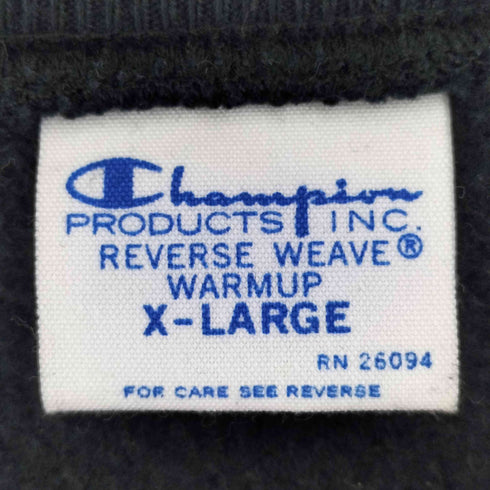 Champion
PRODUCTS INC.
REVERSE WEAVE®
WARMUP
X-LARGE
RN 26094
FOR CARE SEE REVERSE